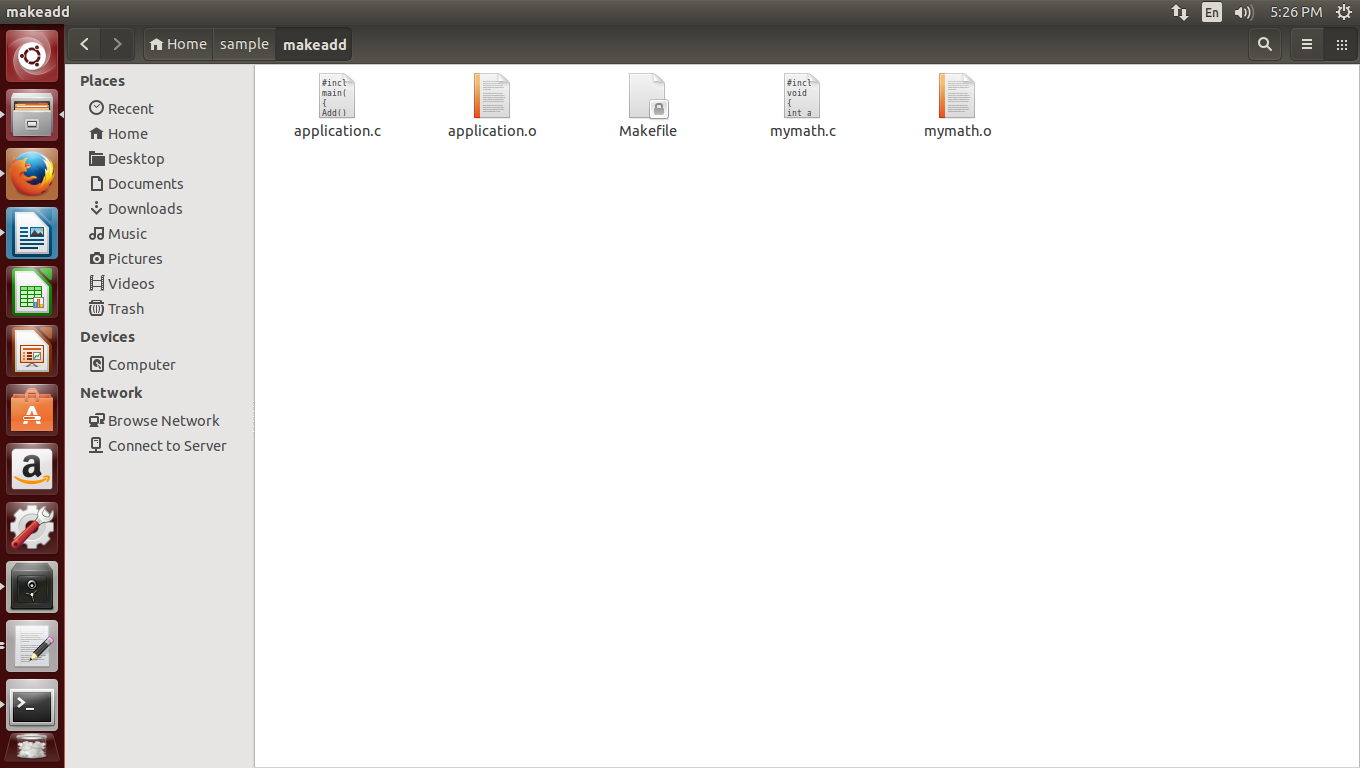 makeadd
En
5:26 PM
Home
sample
makeadd
Places
Recent
Home
Desktop
Documents
Downloads
Music
Pictures
Videos
Trash
Devices
Computer
Network
Browse Network
Connect to Server
#incl
main(
{
Add()
application.c
application.o
Makefile
#incl
void
{
int a
mymath.c
mymath.o